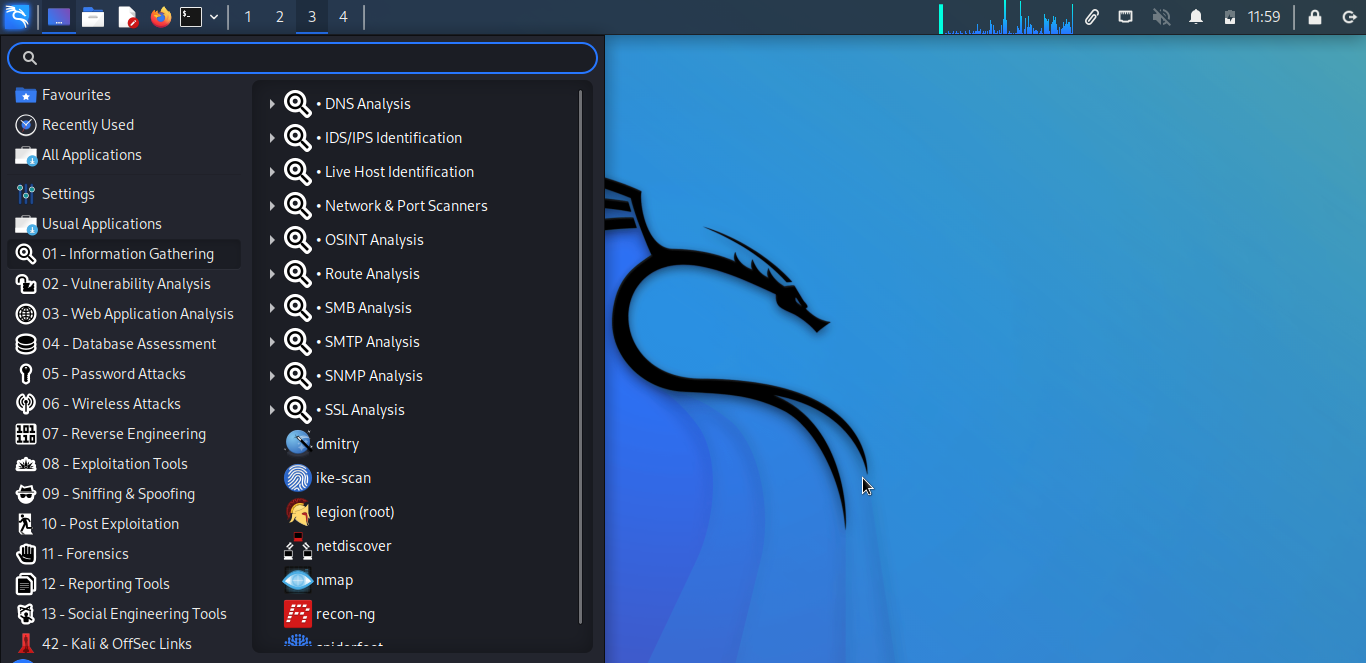 1 2 3 4 11:59
Favourites
Recently Used
All Applications
Settings
Usual Applications
01 - Information Gathering
02 - Vulnerability Analysis
03 - Web Application Analysis
04 - Database Assessment
05 - Password Attacks
06 - Wireless Attacks
07 - Reverse Engineering
08 - Exploitation Tools
09 - Sniffing & Spoofing
10 - Post Exploitation
11 - Forensics
12 - Reporting Tools
13 - Social Engineering Tools
42 - Kali & OffSec Links
• DNS Analysis
• IDS/IPS Identification
• Live Host Identification
• Network & Port Scanners
• OSINT Analysis
• Route Analysis
• SMB Analysis
• SMTP Analysis
• SNMP Analysis
• SSL Analysis
dmitry
ike-scan
legion (root)
netdiscover
nmap
recon-ng